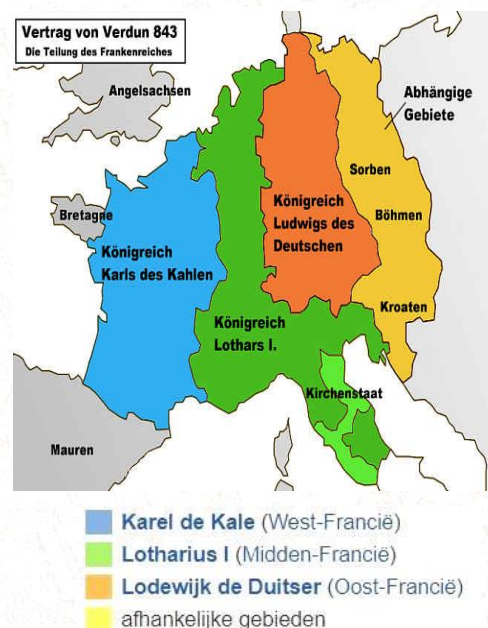 Vertrag von Verdun 843
Die Teilung des Frankenreiches
Angelsachsen
Abhängige
Gebiete
Sorben
Bretagne
Königreich
Ludwigs des
Deutschen
Böhmen
Königreich
Karls des Kahlen
Kroaten
Königreich
Lothars I.
Kirchenstaat
Mauren
Karel de Kale (West-Francië)
Lotharius I (Midden-Francië)
Lodewijk de Duitser (Oost-Francië)
afhankelijke gebieden